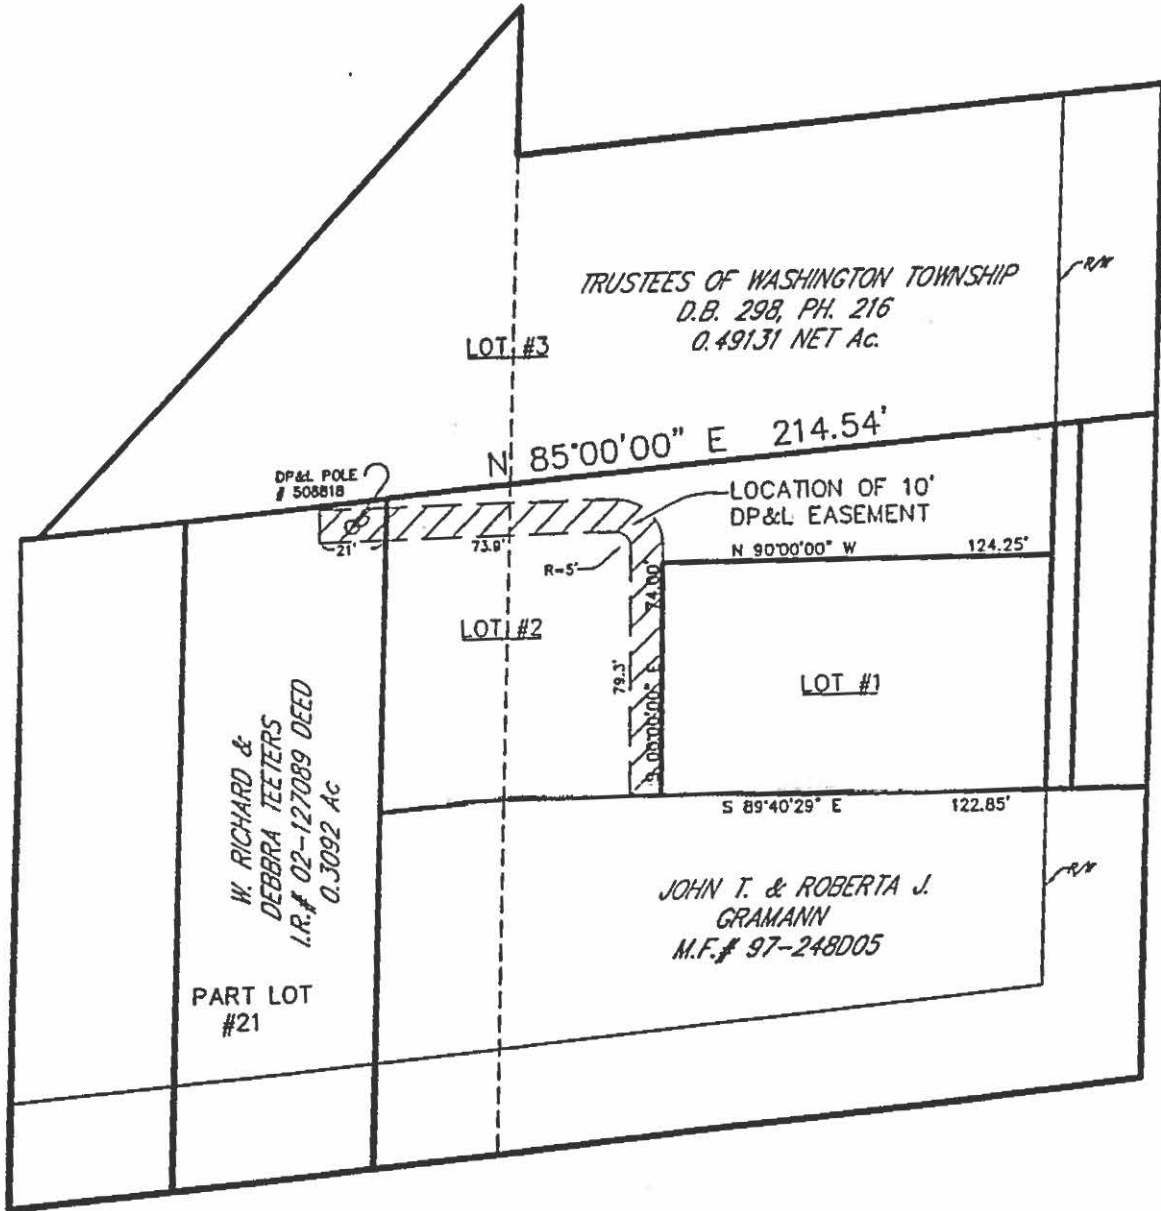 TRUSTEES OF WASHINGTON TOWNSHIP
D.B. 298, PH. 216
0.49131 NET Ac.
R/W
LOT #3
N 85°00'00" E 214.54'
DP&L POLE
# 508818
LOCATION OF 10'
DP&L EASEMENT
21'
73.9'
R=5'
N 90°00'00" W 124.25'
74.00'
S 00°00'00" E
79.3'
LOT #2
LOT #1
S 89°40'29" E 122.85'
W. RICHARD &
DEBBRA TEETERS
I.R.# 02-127089 DEED
0.3092 Ac
JOHN T. & ROBERTA J.
GRAMANN
M.F.# 97-248D05
R/W
PART LOT
#21